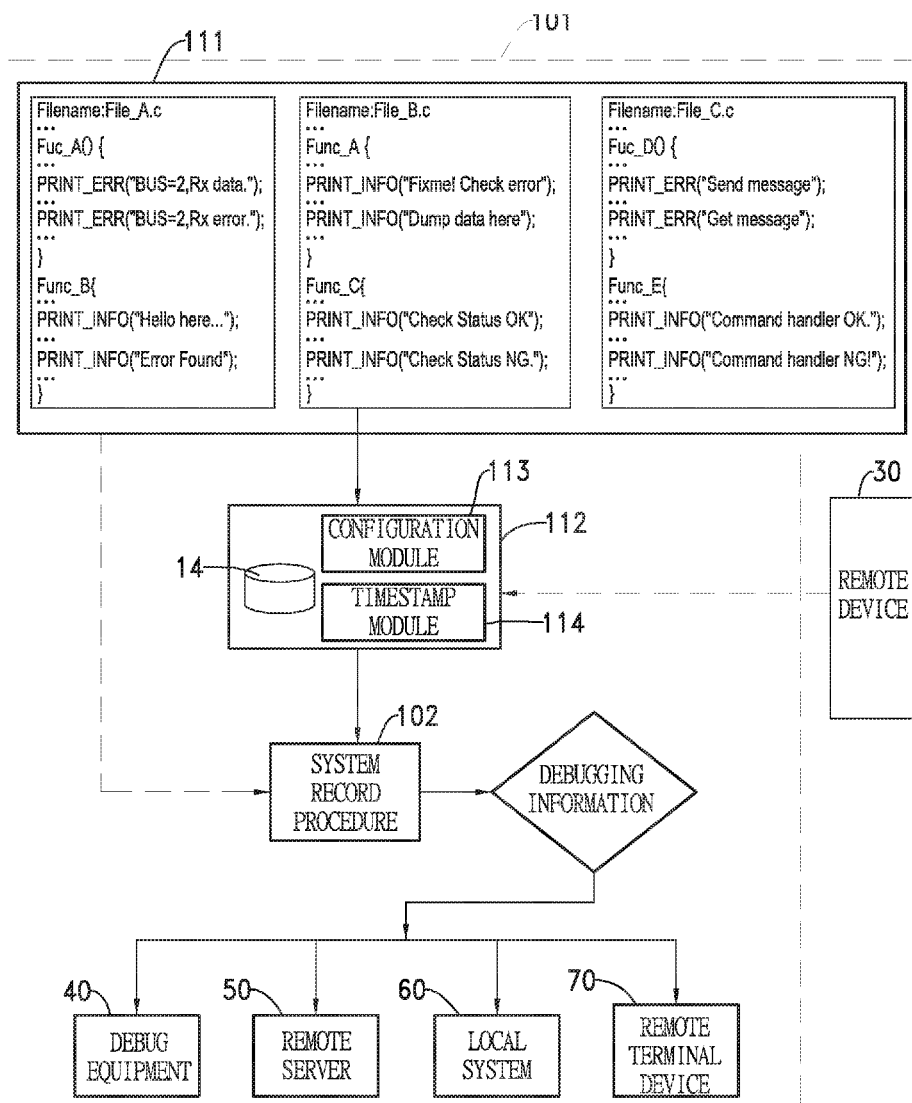 101
111
Filename:File_A.c
...
Fuc_A() {
...
PRINT_ERR("BUS=2,Rx data.");
...
PRINT_ERR("BUS=2,Rx error.");
...
}
Func_B{
...
PRINT_INFO("Hello here...");
...
PRINT_INFO("Error Found");
...
}
Filename:File_B.c
...
Func_A {
...
PRINT_INFO("Fixme! Check error");
...
PRINT_INFO("Dump data here");
...
}
Func_C{
...
PRINT_INFO("Check Status OK");
...
PRINT_INFO("Check Status NG.");
...
}
Filename:File_C.c
...
Fuc_D() {
...
PRINT_ERR("Send message");
...
PRINT_ERR("Get message");
...
}
Func_E{
...
PRINT_INFO("Command handler OK.");
...
PRINT_INFO("Command handler NG!");
...
}
113
CONFIGURATION
MODULE
112
14
TIMESTAMP
MODULE
114
30
REMOTE
DEVICE
102
SYSTEM
RECORD
PROCEDURE
DEBUGGING
INFORMATION
40
DEBUG
EQUIPMENT
50
REMOTE
SERVER
60
LOCAL
SYSTEM
70
REMOTE
TERMINAL
DEVICE